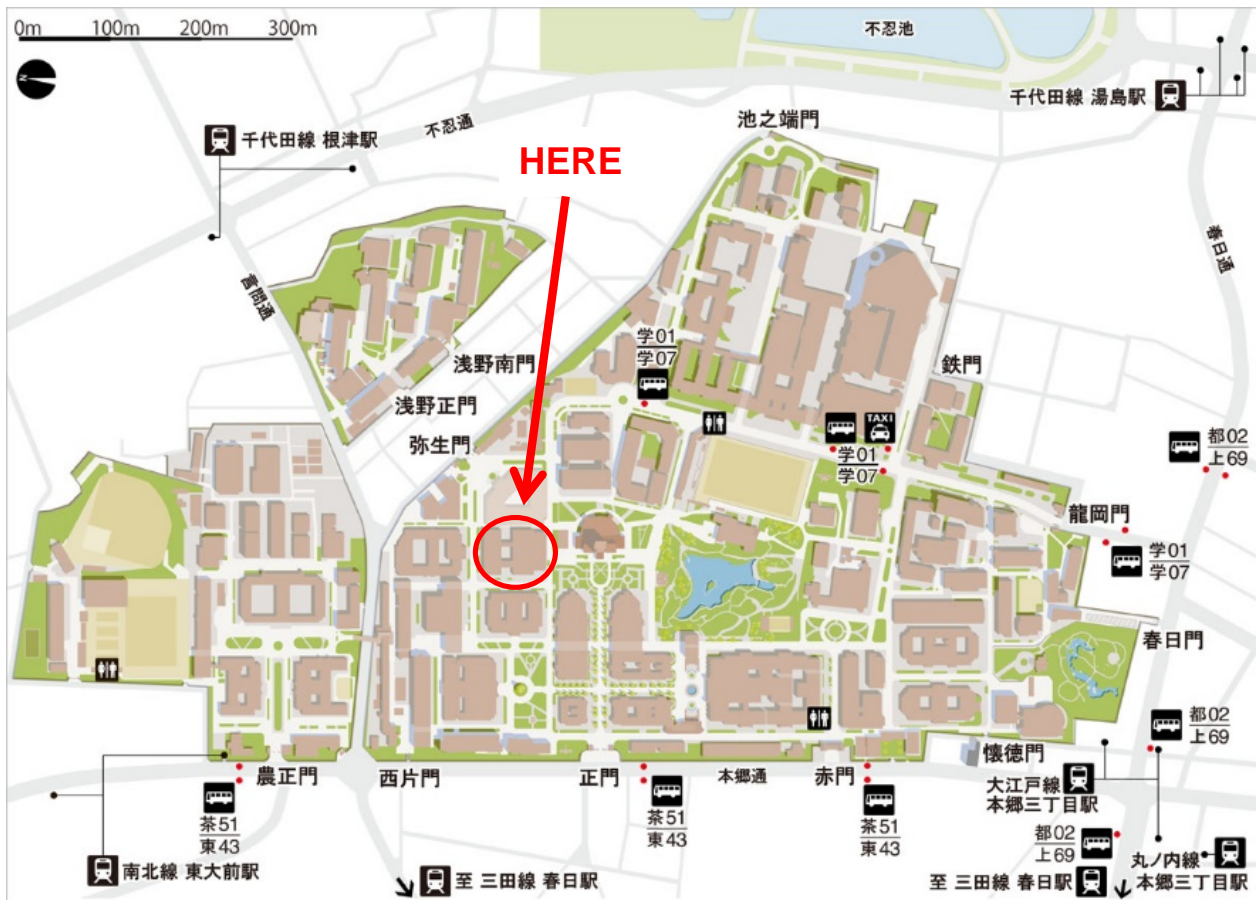 0m 100m 200m 300m
N
不忍池
千代田線 湯島駅
不忍通
池之端門
千代田線 根津駅
HERE
春日通
言問通
学01
学07
浅野南門
鉄門
浅野正門
TAXI
弥生門
学01
学07
都02
上69
龍岡門
学01
学07
春日門
都02
上69
懐徳門
農正門
西片門
正門
本郷通
赤門
大江戸線
本郷三丁目駅
茶51
東43
茶51
東43
茶51
東43
都02
上69
丸ノ内線
本郷三丁目駅
南北線 東大前駅
至 三田線 春日駅
至 三田線 春日駅